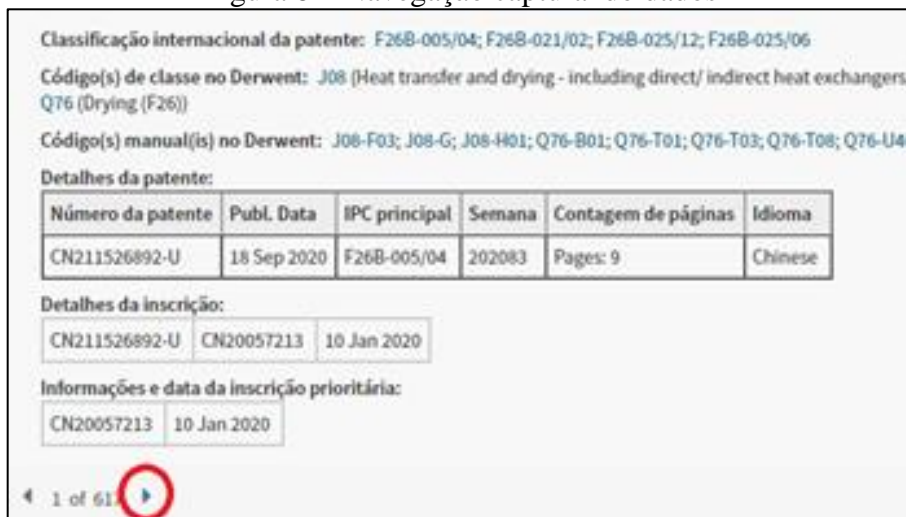 Classificação internacional da patente: F26B-005/04; F26B-021/02; F26B-025/12; F26B-025/06
Código(s) de classe no Derwent: J08 (Heat transfer and drying - including direct/ indirect heat exchangers
Q76 (Drying (F26))
Código(s) manual(is) no Derwent: J08-F03; J08-G; J08-H01; Q76-B01; Q76-T01; Q76-T03; Q76-T08; Q76-U4
Detalhes da patente:
Número da patente Publ. Data IPC principal Semana Contagem de páginas Idioma
CN211526892-U 18 Sep 2020 F26B-005/04 202083 Pages: 9 Chinese
Detalhes da inscrição:
CN211526892-U CN20057213 10 Jan 2020
Informações e data da inscrição prioritária:
CN20057213 10 Jan 2020
1 of